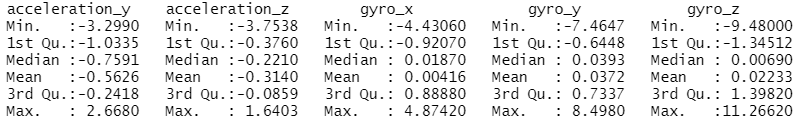 acceleration_y acceleration_z gyro_x gyro_y gyro_z
Min. :-3.2990 Min. :-3.7538 Min. :-4.43060 Min. :-7.4647 Min. :-9.48000
1st Qu.:-1.0335 1st Qu.:-0.3760 1st Qu.:-0.92070 1st Qu.:-0.6448 1st Qu.:-1.34512
Median :-0.7591 Median :-0.2210 Median : 0.01870 Median : 0.0393 Median : 0.00690
Mean :-0.5626 Mean :-0.3140 Mean : 0.00416 Mean : 0.0372 Mean : 0.02233
3rd Qu.:-0.2418 3rd Qu.:-0.0859 3rd Qu.: 0.88880 3rd Qu.: 0.7337 3rd Qu.: 1.39820
Max. : 2.6680 Max. : 1.6403 Max. : 4.87420 Max. : 8.4980 Max. :11.26620